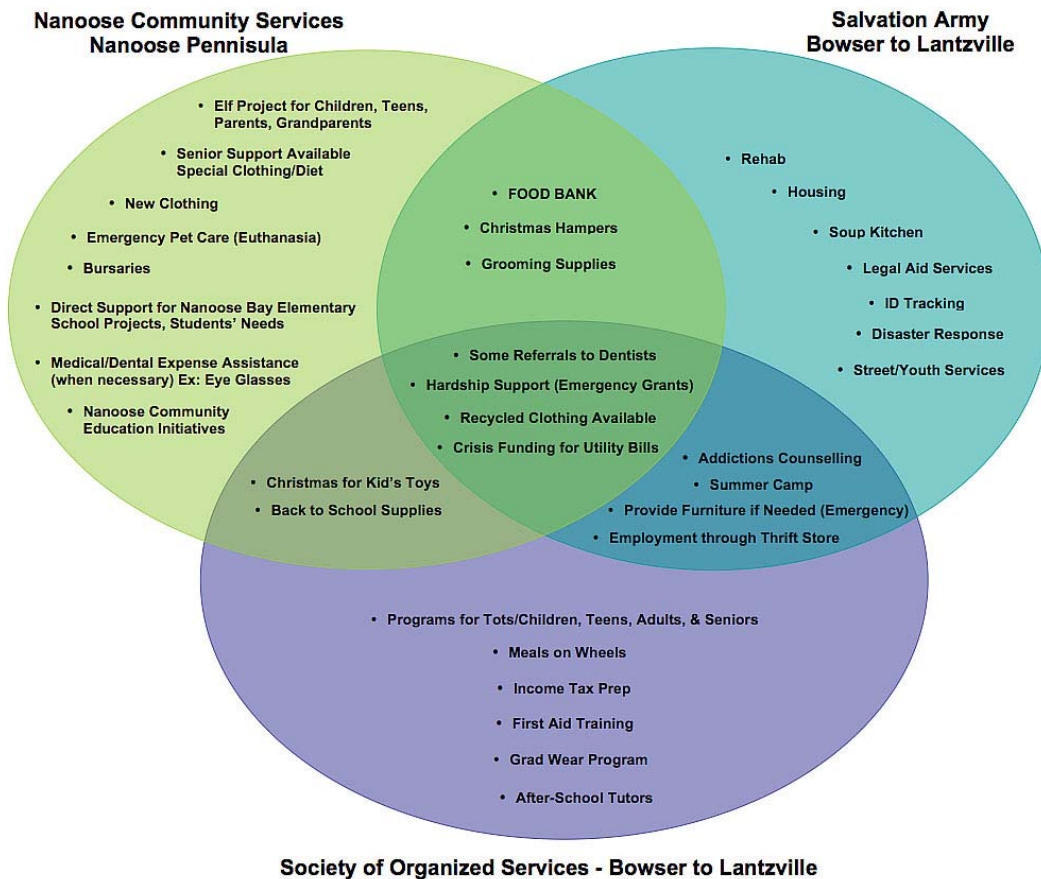 Nanoose Community Services
Nanoose Pennisula
Salvation Army
Bowser to Lantzville
• Elf Project for Children, Teens,
Parents, Grandparents
• Senior Support Available
Special Clothing/Diet
• New Clothing
• Emergency Pet Care (Euthanasia)
• Bursaries
• Direct Support for Nanoose Bay Elementary
School Projects, Students' Needs
• Medical/Dental Expense Assistance
(when necessary) Ex: Eye Glasses
• Nanoose Community
Education Initiatives
• FOOD BANK
• Christmas Hampers
• Grooming Supplies
• Rehab
• Housing
• Soup Kitchen
• Legal Aid Services
• ID Tracking
• Disaster Response
• Street/Youth Services
• Some Referrals to Dentists
• Hardship Support (Emergency Grants)
• Recycled Clothing Available
• Crisis Funding for Utility Bills
• Christmas for Kid's Toys
• Back to School Supplies
• Addictions Counselling
• Summer Camp
• Provide Furniture if Needed (Emergency)
• Employment through Thrift Store
• Programs for Tots/Children, Teens, Adults, & Seniors
• Meals on Wheels
• Income Tax Prep
• First Aid Training
• Grad Wear Program
• After-School Tutors
Society of Organized Services - Bowser to Lantzville